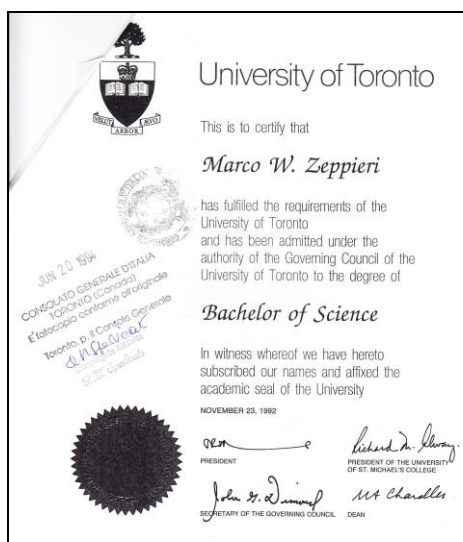 VELUT ARBOR ÆVO
University of Toronto
This is to certify that
Marco W. Zeppieri
has fulfilled the requirements of the
University of Toronto
and has been admitted under the
authority of the Governing Council of the
University of Toronto to the degree of
Bachelor of Science
In witness whereof we have hereto
subscribed our names and affixed the
academic seal of the University
NOVEMBER 23, 1992
PRESIDENT
PRESIDENT OF THE UNIVERSITY
OF ST. MICHAEL'S COLLEGE
SECRETARY OF THE GOVERNING COUNCIL
DEAN
JUN 20 1994
CONSOLATO GENERALE D'ITALIA
TORONTO (Canada)
E' fotocopia conforme all'originale
Toronto, p. Il Console Generale